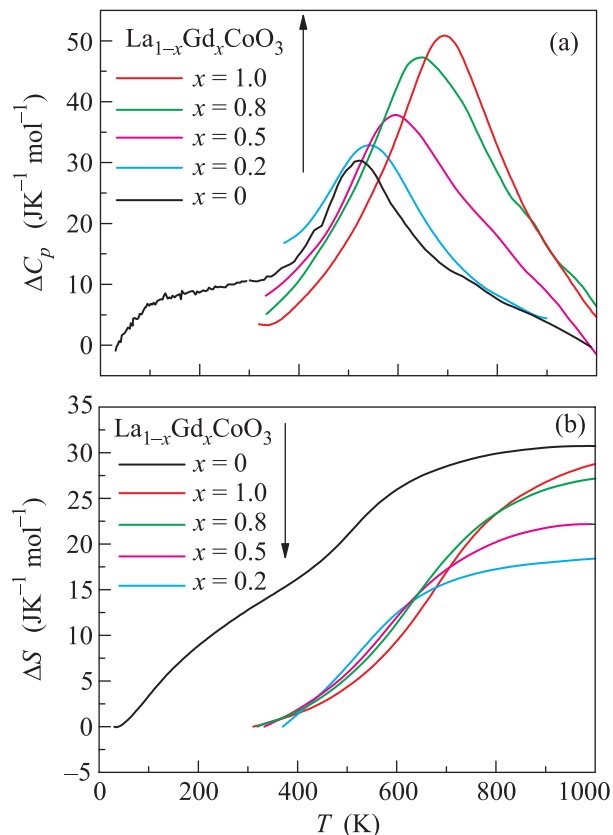 La₁₋ₓGdₓCoO₃
(a)
x = 1.0
x = 0.8
x = 0.5
x = 0.2
x = 0
50
40
30
20
10
0
ΔCₚ (JK⁻¹ mol⁻¹)
La₁₋ₓGdₓCoO₃
(b)
x = 0
x = 1.0
x = 0.8
x = 0.5
x = 0.2
35
30
25
20
15
10
5
0
−5
ΔS (JK⁻¹ mol⁻¹)
0 200 400 600 800 1000
T (K)